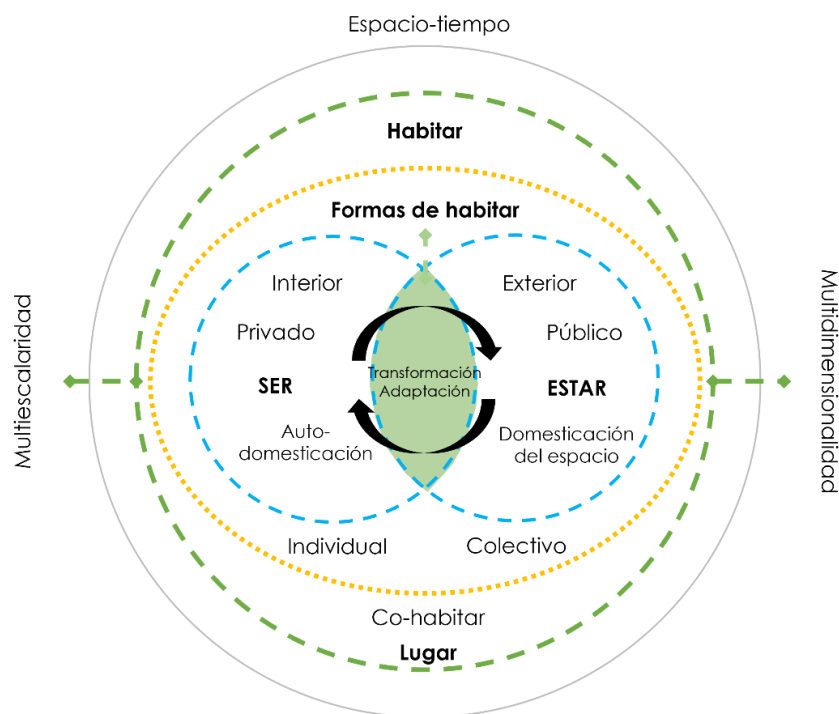 Espacio-tiempo
Habitar
Formas de habitar
Interior
Exterior
Privado
Público
Multiescalaridad
Multidimensionalidad
Transformación
Adaptación
SER
ESTAR
Auto-
domesticación
Domesticación
del espacio
Individual
Colectivo
Co-habitar
Lugar